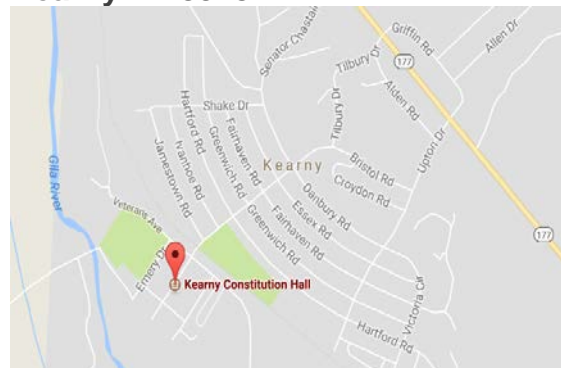 Griffin Rd
Allen Dr
177
Senator Chastai
Tilbury Dr
Alden Rd
Upton Dr
Shake Dr
Hartford Rd
Fairhaven Rd
Greenwich Rd
Ivanhoe Rd
Jamestown Rd
Kearny
Tilbury Dr
Bristol Rd
Croydon Rd
Gila River
Danbury Rd
Essex Rd
Fairhaven Rd
Greenwich Rd
Veterans Ave
Emery Dr
177
Kearny Constitution Hall
Victoria Cir
Hartford Rd